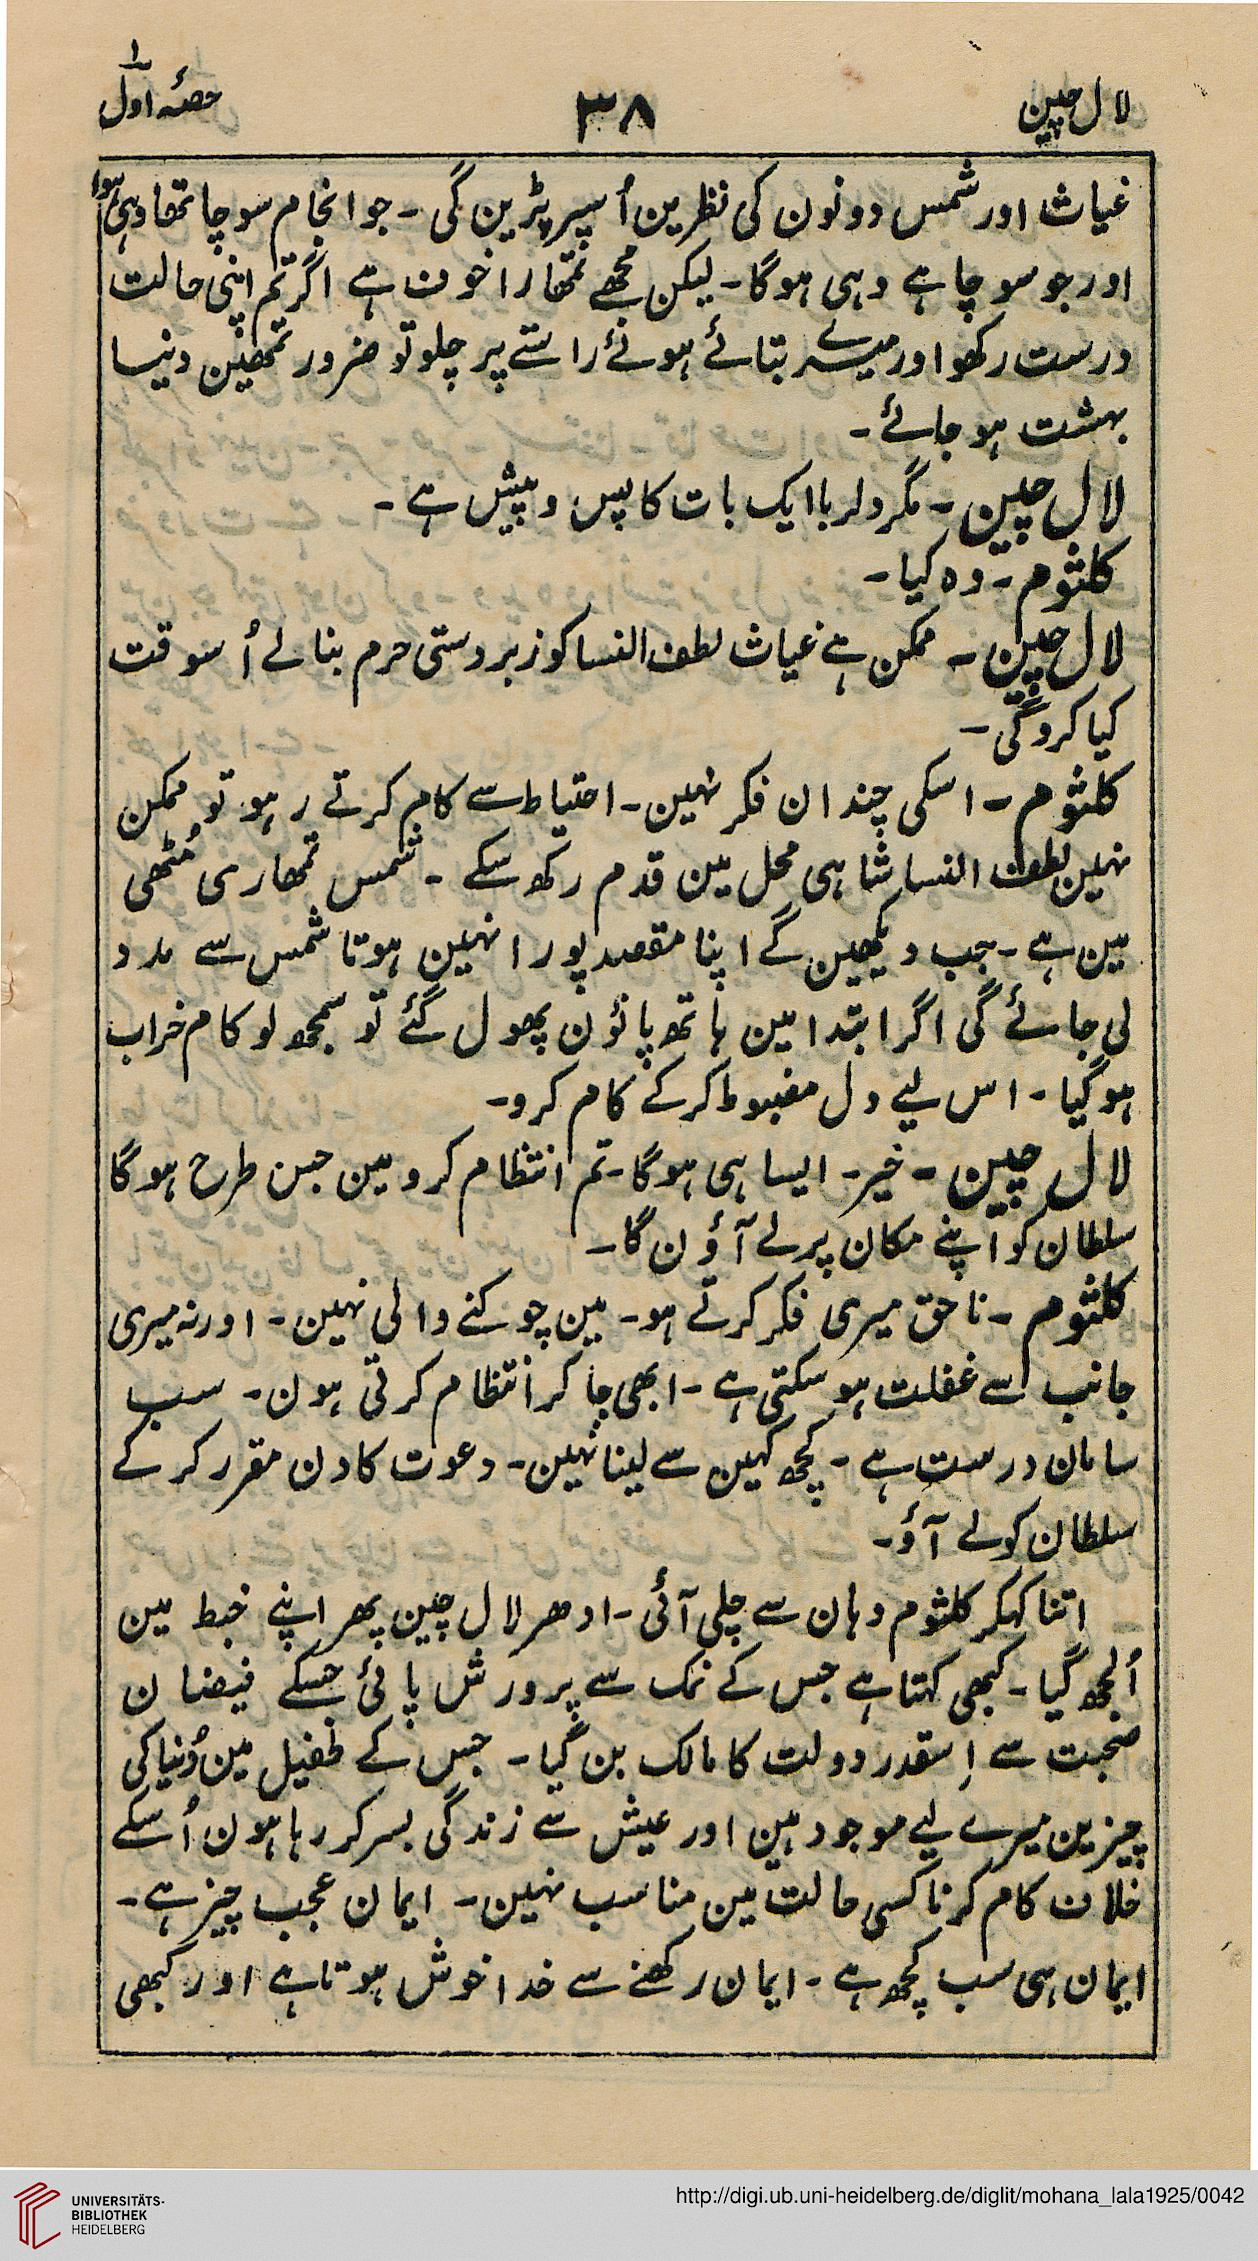 لال چین
۳۸
حصۂ اول
۱
غیاث اور شمس دونون کی نظرین اُسپر پڑین گی - جو انجام سوچا تھا وہی ہوا
اور جو سوچا ہے وہی ہوگا - لیکن مجھے تمھارا خوف ہے اگر تم اپنی حالت
درست رکھو اور میرے بتائے ہوئے راستے پر چلو تو ضرور تمھین دنیا
بہشت ہو جائے -
لال چین - مگر دلربا ایک بات کا پس و پیش ہے -
کلثوم - وہ کیا -
لال چین - ممکن ہے غیاث لطف النسا کو زبردستی حرم بنا لے اُسوقت
کیا کروگی -
کلثوم - اسکی چندان فکر نہین - احتیاط سے کام کرتے رہو تو ممکن
نہین لطف النسا شاہی محل مین قدم رکھ سکے - شمس تمھاری مُٹھی
مین ہے - جب دیکھین گے اپنا مقصد پورا نہین ہوتا شمس سے مدد
لی جائے گی اگر ابتدا مین ہاتھ پائون پھول گئے تو سمجھ لو کام خراب
ہو گیا - اس لیے دل مضبوط کر کے کام کرو -
لال چین - خیر - ایسا ہی ہوگا - تم انتظام کرو مین جس طرح ہوگا
سلطان کو اپنے مکان پر لے آؤن گا -
کلثوم - ناحق میری فکر کرتے ہو - مین چوکنے والی نہین - اور نہ میری
جانب سے غفلت ہو سکتی ہے - ابھی جا کر انتظام کرتی ہون - سب
سامان درست ہے - کچھ کہین سے لینا نہین - دعوت کا دن مقرر کر کے
سلطان کو لے آؤ -
اتنا کہکر کلثوم وہان سے چلی آئی - ادھر لال چین پھر اپنے خبط مین
اُلجھ گیا - کبھی کہتا ہے جس کے نمک سے پرورش پائی جسکے فیضان
صحبت سے اِسقدر دولت کا مالک بن گیا - جس کے طفیل مین دُنیا کی
چیزین میرے لیے موجود ہین اور عیش سے زندگی بسر کر رہا ہون اُسکے
خلاف کام کرنا کسی حالت مین مناسب نہین - ایمان عجب چیز ہے -
ایمان ہی سب کچھ ہے - ایمان رکھنے سے خدا خوش ہوتا ہے اور کبھی
UNIVERSITÄTS-
BIBLIOTHEK
HEIDELBERG
http://digi.ub.uni-heidelberg.de/diglit/mohana_lala1925/0042